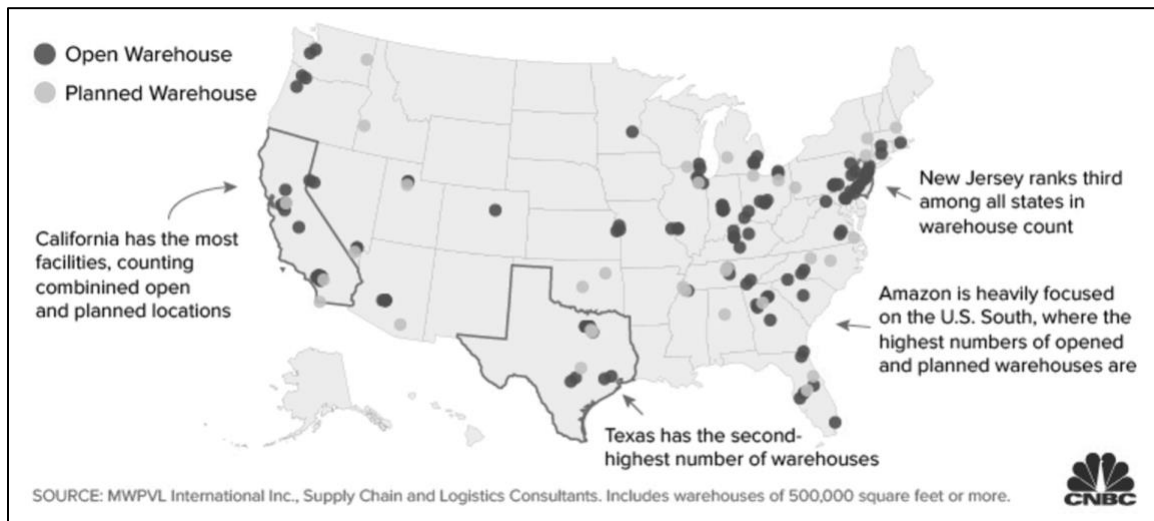 Open Warehouse
Planned Warehouse
California has the most
facilities, counting
combinined open
and planned locations
New Jersey ranks third
among all states in
warehouse count
Amazon is heavily focused
on the U.S. South, where the
highest numbers of opened
and planned warehouses are
Texas has the second-
highest number of warehouses
SOURCE: MWPVL International Inc., Supply Chain and Logistics Consultants. Includes warehouses of 500,000 square feet or more.
CNBC